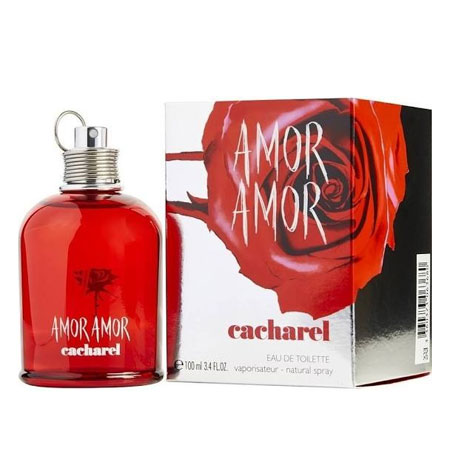 AMOR AMOR
cacharel
AMOR
AMOR
cacharel
EAU DE TOILETTE
℮ 100 ml 3.4 FL.OZ. vaporisateur - natural spray